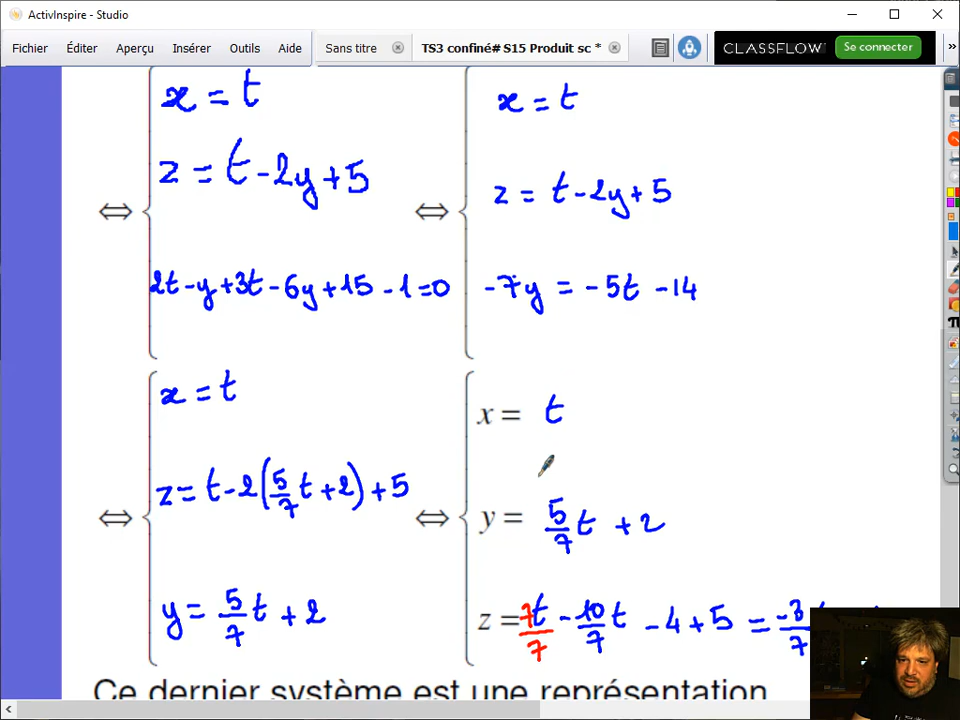 ActivInspire - Studio
Fichier Éditer Aperçu Insérer Outils Aide Sans titre TS3 confiné# S15 Produit sc * CLASSFLOW Se connecter »
x = t
x = t
z = t - 2y + 5
z = t - 2y + 5
⇔
⇔
2t - y + 3t - 6y + 15 - 1 = 0
-7y = -5t - 14
x = t
x = t
z = t - 2(5/7 t + 2) + 5
⇔
⇔
y = 5/7 t + 2
y = 5/7 t + 2
z = 7t/7 - 10/7 t - 4 + 5 = -3/7
Ce dernier système est une représentation